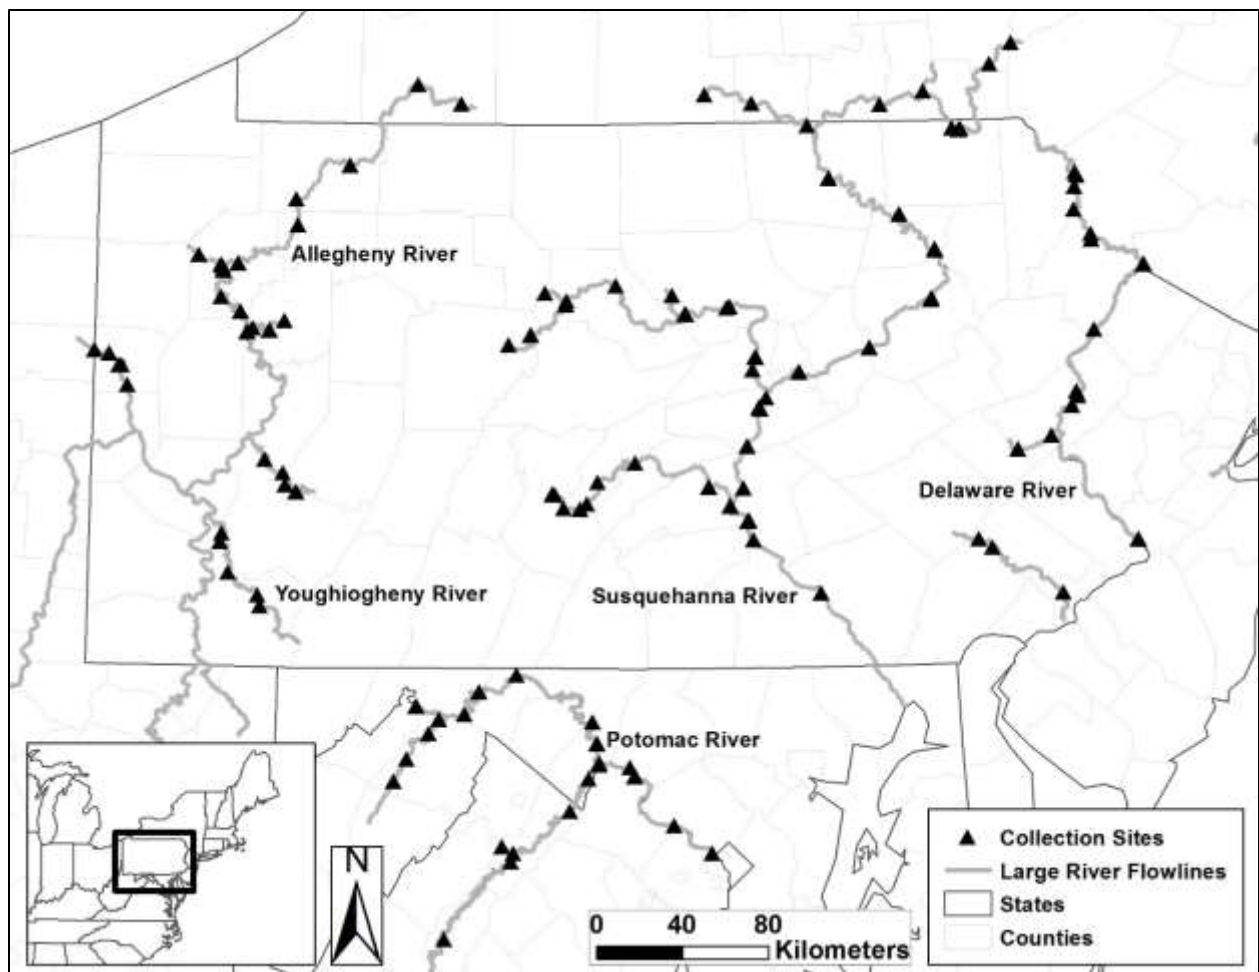 Allegheny River
Delaware River
Youghiogheny River
Susquehanna River
Potomac River
N
0 40 80
Kilometers
Collection Sites
Large River Flowlines
States
Counties